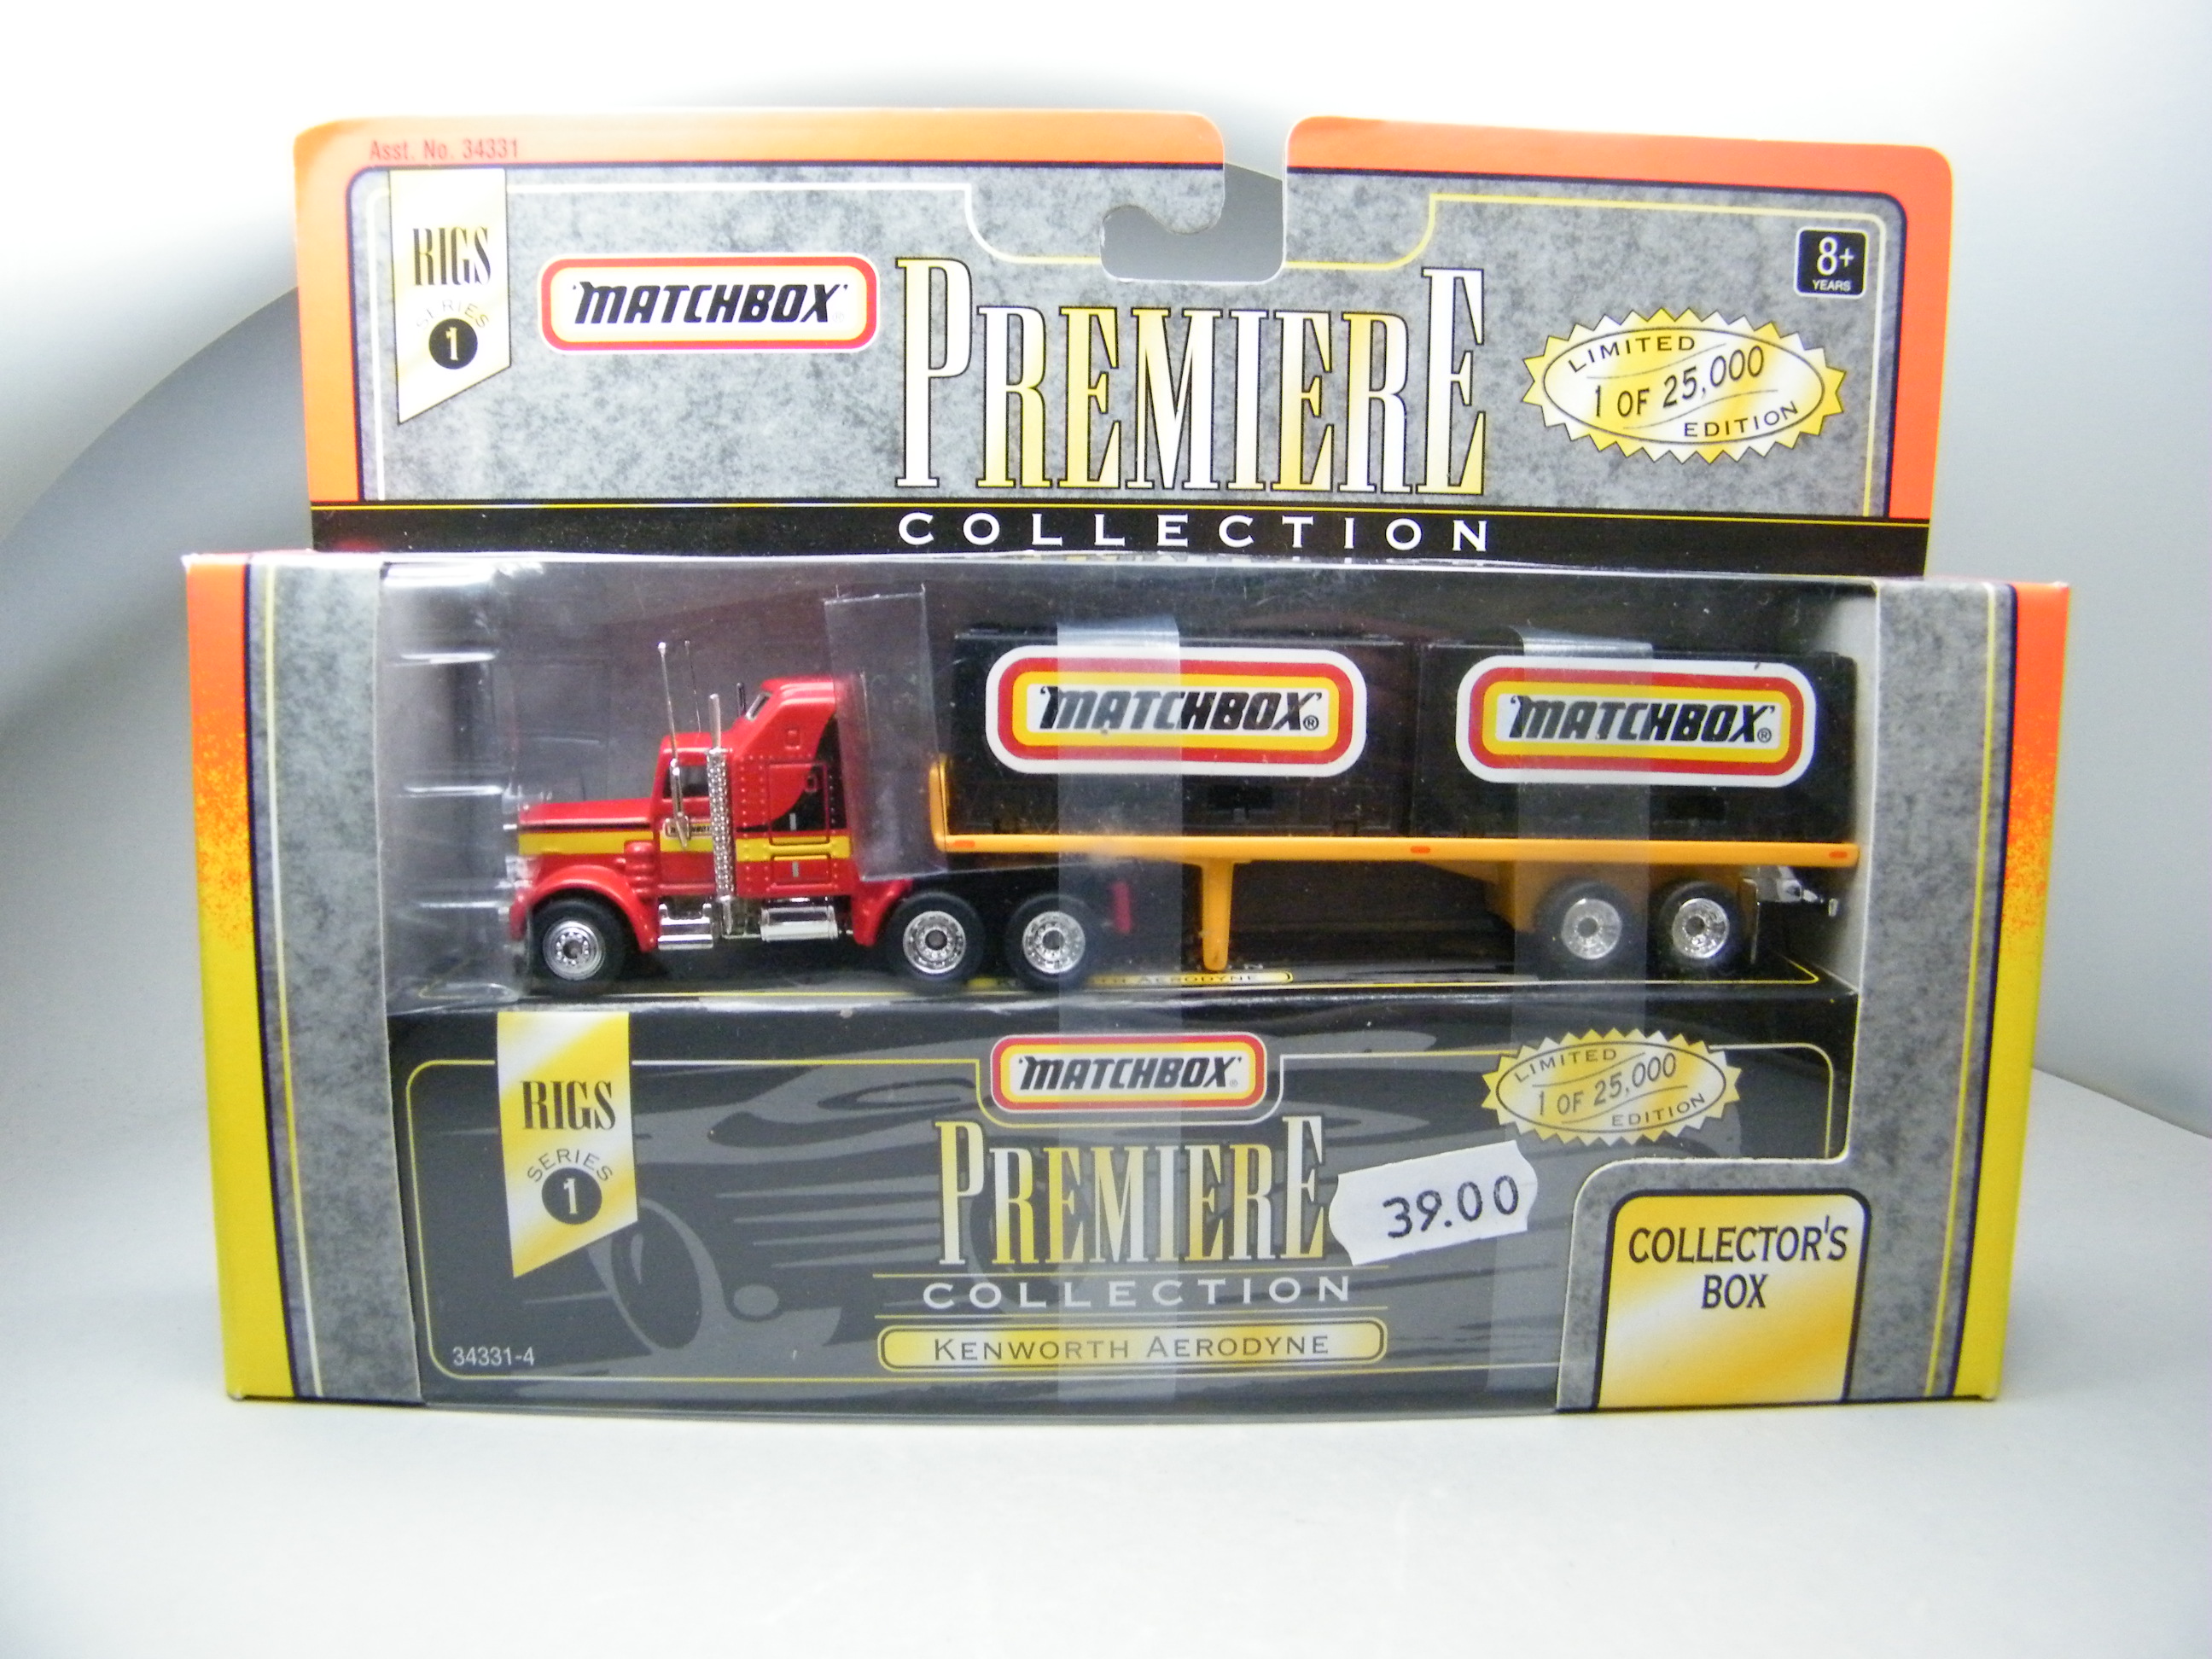 Asst. No. 34331
RIGS
SERIES
1
'MATCHBOX'
PREMIERE
COLLECTION
8+
YEARS
LIMITED
1 OF 25,000
EDITION
'MATCHBOX'®
'MATCHBOX'®
RIGS
SERIES
1
'MATCHBOX'®
PREMIERE
COLLECTION
KENWORTH AERODYNE
LIMITED
1 OF 25,000
EDITION
39.00
COLLECTOR'S
BOX
34331-4